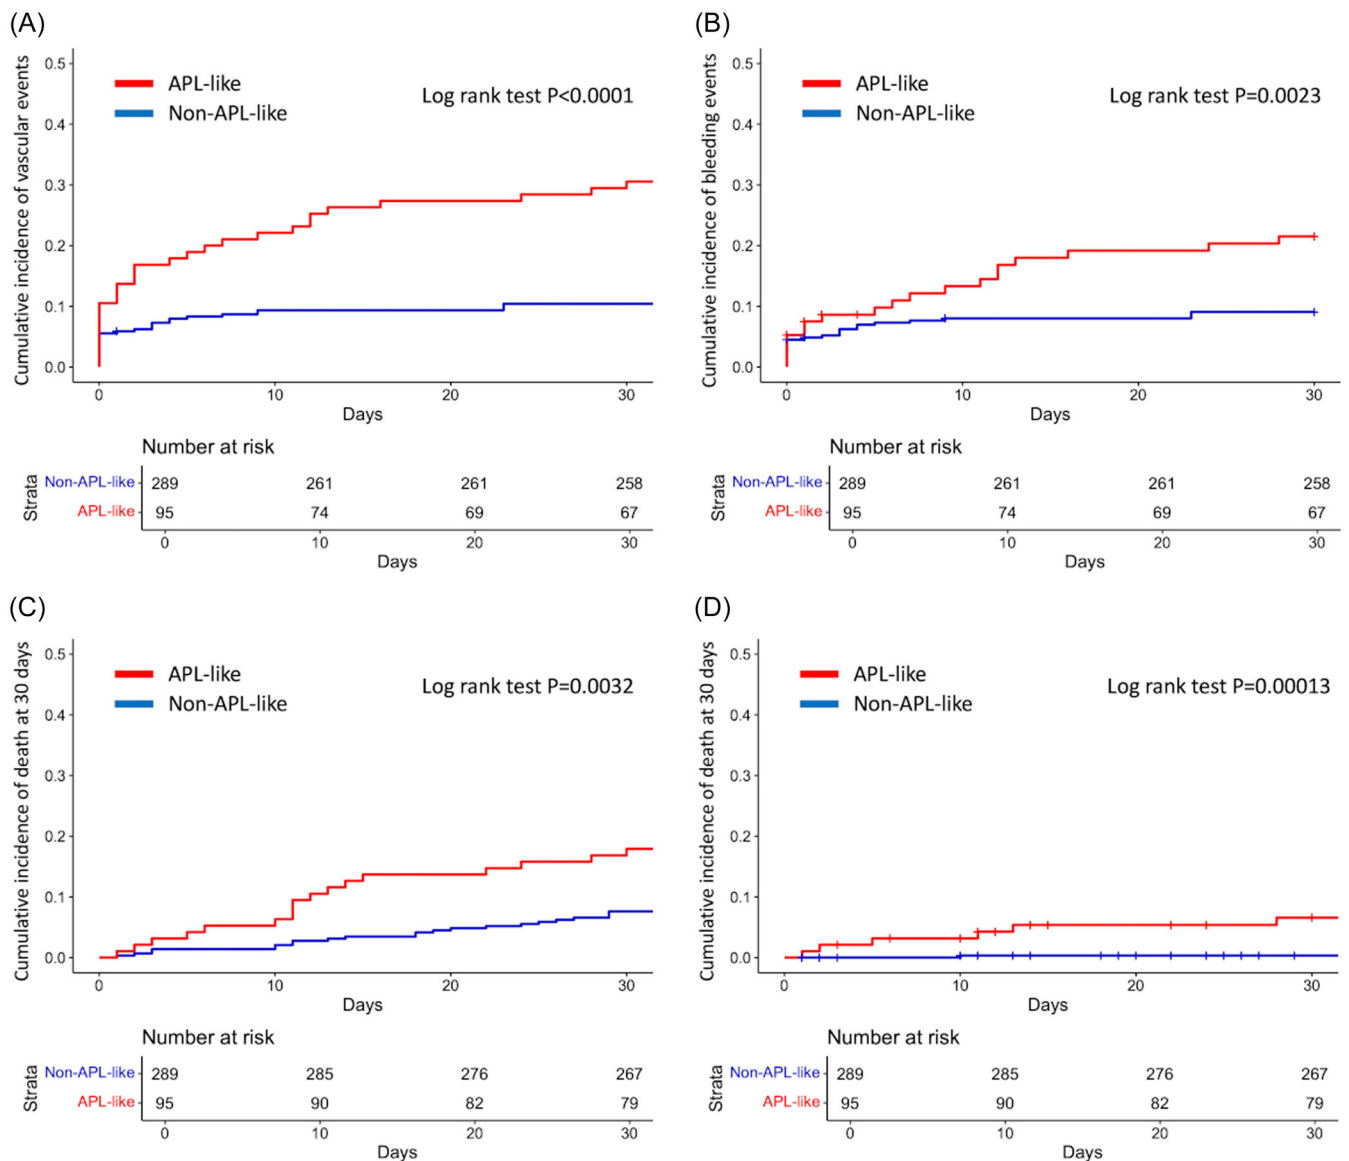 (A)
Cumulative incidence of vascular events
0.5
0.4
0.3
0.2
0.1
0.0
APL-like
Non-APL-like
Log rank test P<0.0001
0 10 20 30
Days
Number at risk
Strata
Non-APL-like 289 261 261 258
APL-like 95 74 69 67
0 10 20 30
Days
(B)
Cumulative incidence of bleeding events
0.5
0.4
0.3
0.2
0.1
0.0
APL-like
Non-APL-like
Log rank test P=0.0023
0 10 20 30
Days
Number at risk
Strata
Non-APL-like 289 261 261 258
APL-like 95 74 69 67
0 10 20 30
Days
(C)
Cumulative incidence of death at 30 days
0.5
0.4
0.3
0.2
0.1
0.0
APL-like
Non-APL-like
Log rank test P=0.0032
0 10 20 30
Days
Number at risk
Strata
Non-APL-like 289 285 276 267
APL-like 95 90 82 79
0 10 20 30
Days
(D)
Cumulative incidence of death at 30 days
0.5
0.4
0.3
0.2
0.1
0.0
APL-like
Non-APL-like
Log rank test P=0.00013
0 10 20 30
Days
Number at risk
Strata
Non-APL-like 289 285 276 267
APL-like 95 90 82 79
0 10 20 30
Days